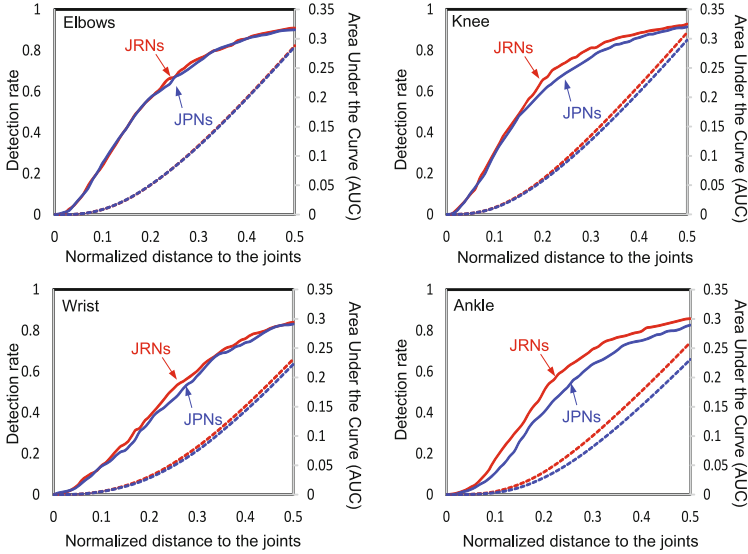 Elbows
JRNs
JPNs
Detection rate
1
0.8
0.6
0.4
0.2
0
0.35
0.3
0.25
0.2
0.15
0.1
0.05
0
Area Under the Curve (AUC)
0 0.1 0.2 0.3 0.4 0.5
Normalized distance to the joints
Knee
JRNs
JPNs
Detection rate
1
0.8
0.6
0.4
0.2
0
0.35
0.3
0.25
0.2
0.15
0.1
0.05
0
Area Under the Curve (AUC)
0 0.1 0.2 0.3 0.4 0.5
Normalized distance to the joints
Wrist
JRNs
JPNs
Detection rate
1
0.8
0.6
0.4
0.2
0
0.35
0.3
0.25
0.2
0.15
0.1
0.05
0
Area Under the Curve (AUC)
0 0.1 0.2 0.3 0.4 0.5
Normalized distance to the joints
Ankle
JRNs
JPNs
Detection rate
1
0.8
0.6
0.4
0.2
0
0.35
0.3
0.25
0.2
0.15
0.1
0.05
0
Area Under the Curve (AUC)
0 0.1 0.2 0.3 0.4 0.5
Normalized distance to the joints